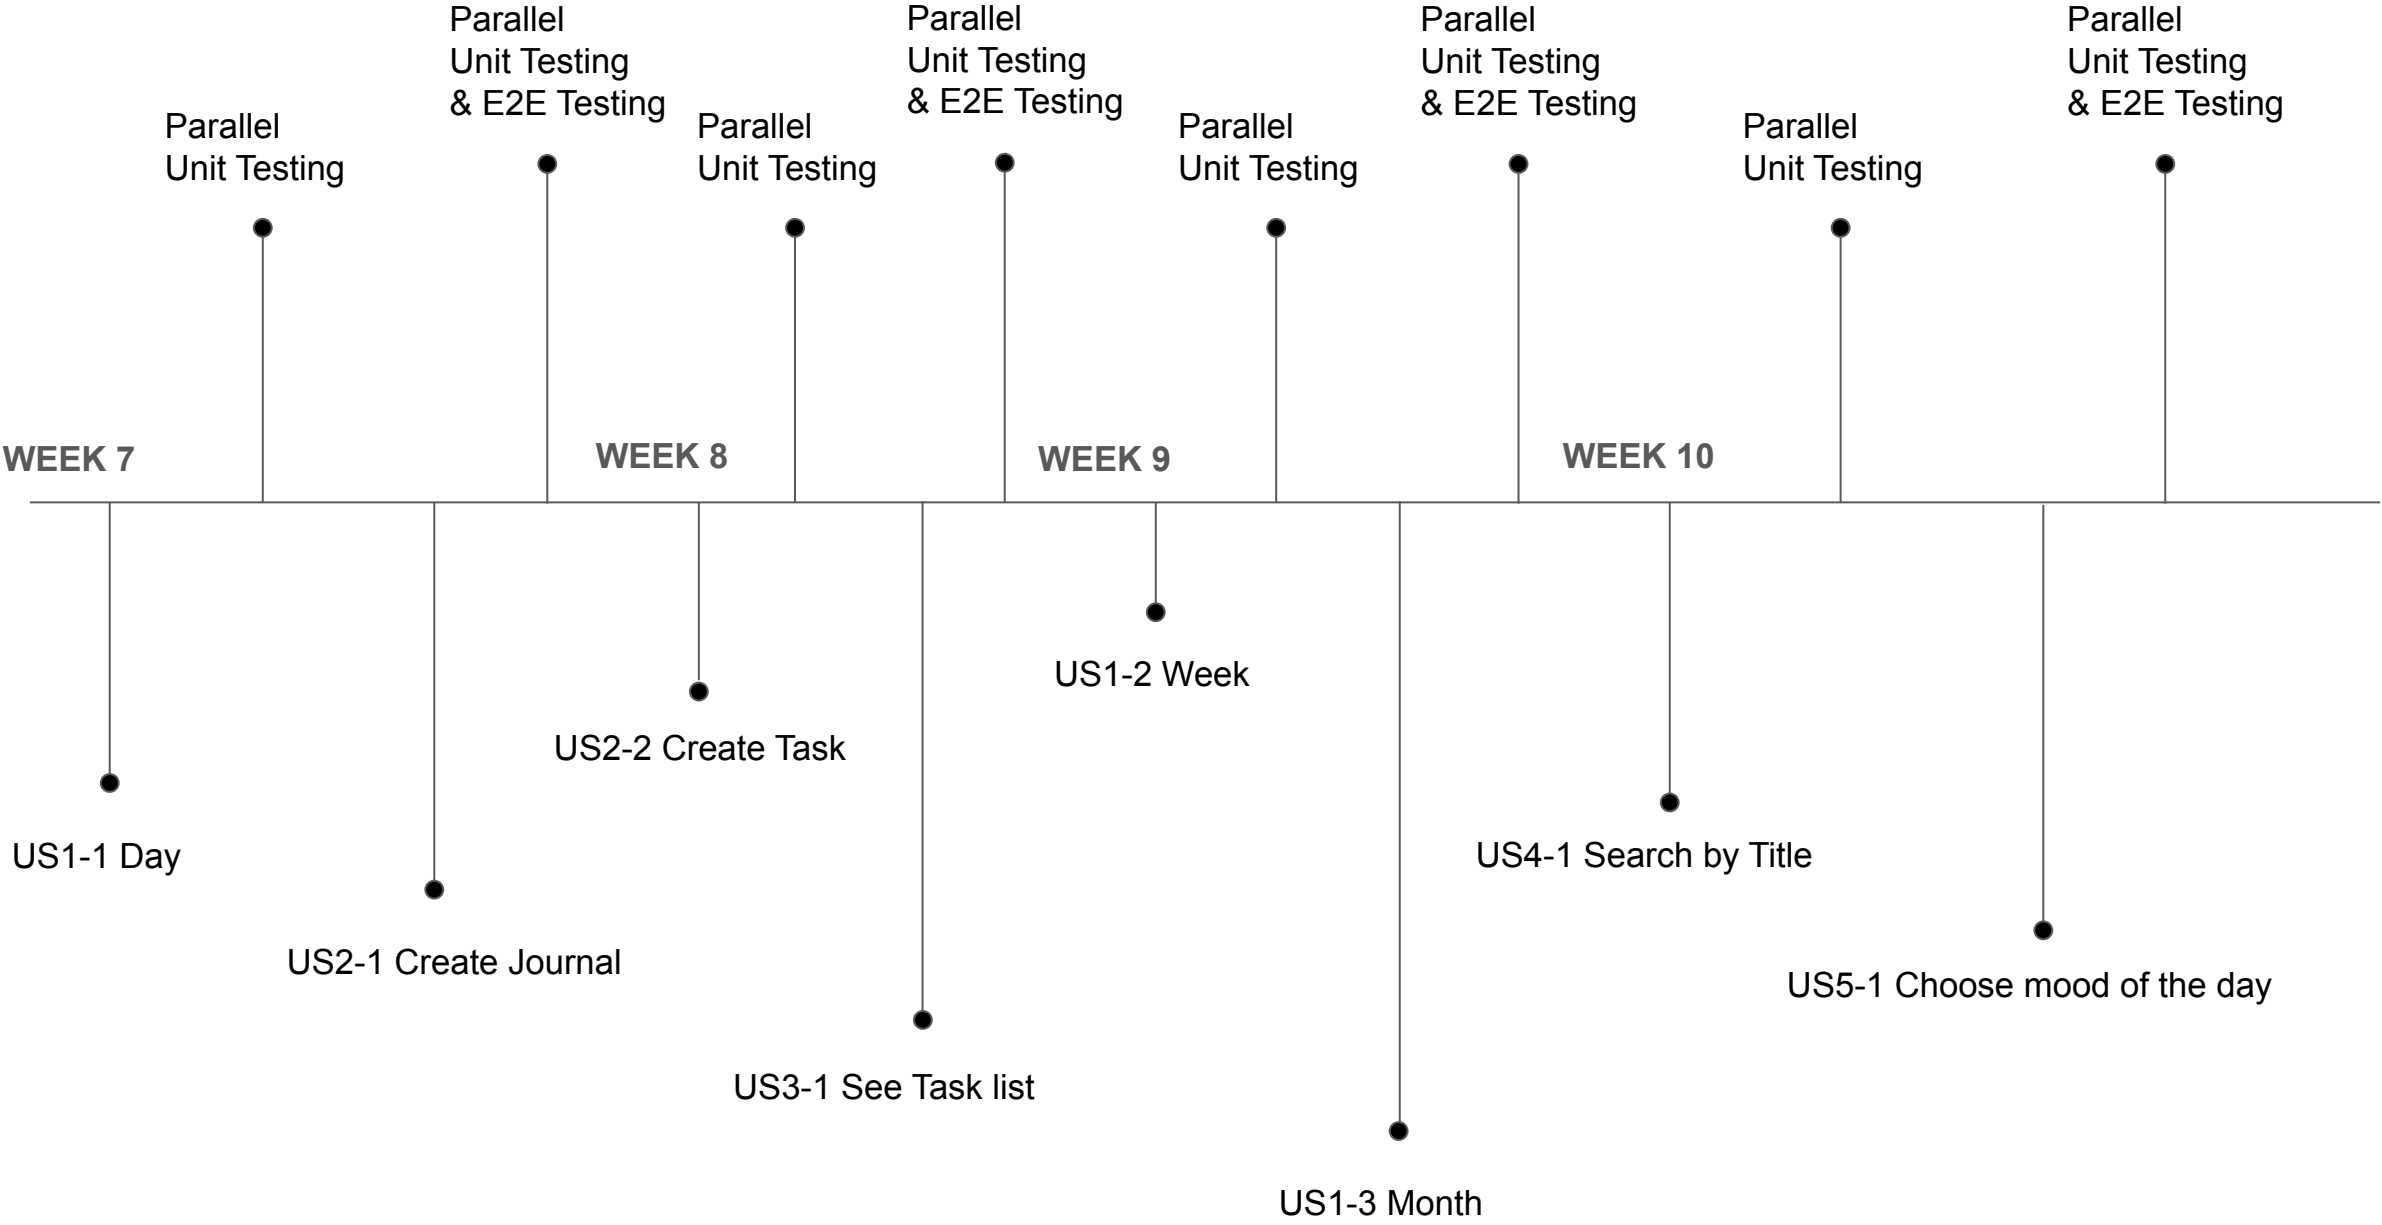 Parallel
Unit Testing
& E2E Testing
Parallel
Unit Testing
& E2E Testing
Parallel
Unit Testing
& E2E Testing
Parallel
Unit Testing
& E2E Testing
Parallel
Unit Testing
Parallel
Unit Testing
Parallel
Unit Testing
Parallel
Unit Testing
WEEK 7
WEEK 8
WEEK 9
WEEK 10
US1-2 Week
US2-2 Create Task
US1-1 Day
US4-1 Search by Title
US2-1 Create Journal
US5-1 Choose mood of the day
US3-1 See Task list
US1-3 Month